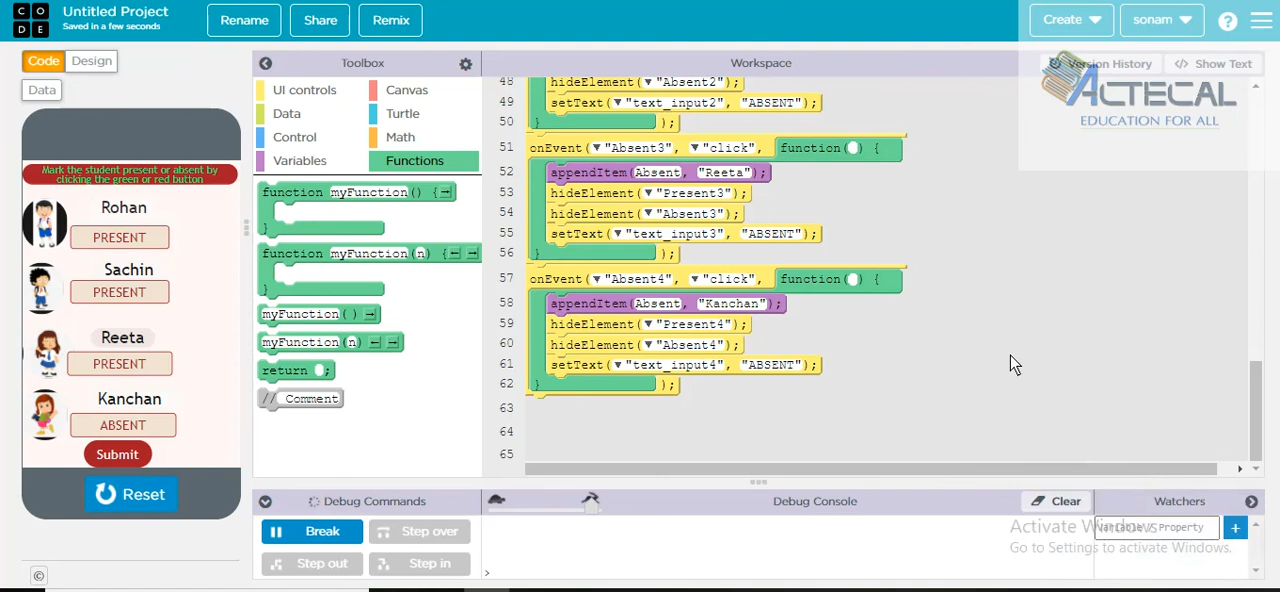 CODE
Untitled Project
Saved in a few seconds
Rename
Share
Remix
Create
sonam
?
Code
Design
Toolbox
Workspace
Version History
</> Show Text
Data
ACTECAL
EDUCATION FOR ALL
UI controls
Canvas
Data
Turtle
Control
Math
Variables
Functions
Mark the student present or absent by
clicking the green or red button
Rohan
PRESENT
Sachin
PRESENT
Reeta
PRESENT
Kanchan
ABSENT
Submit
Reset
function myFunction() {
}
function myFunction(n) {
}
myFunction()
myFunction(n)
return ;
// Comment
48 hideElement("Absent2");
49 setText("text_input2", "ABSENT");
50 } );
51 onEvent("Absent3", "click", function( ) {
52 appendItem(Absent, "Reeta");
53 hideElement("Present3");
54 hideElement("Absent3");
55 setText("text_input3", "ABSENT");
56 } );
57 onEvent("Absent4", "click", function( ) {
58 appendItem(Absent, "Kanchan");
59 hideElement("Present4");
60 hideElement("Absent4");
61 setText("text_input4", "ABSENT");
62 } );
63
64
65
Debug Commands
Debug Console
Clear
Watchers
Break
Step over
Step out
Step in
Variable / Property
+
>
Activate Windows
Go to Settings to activate Windows.
©